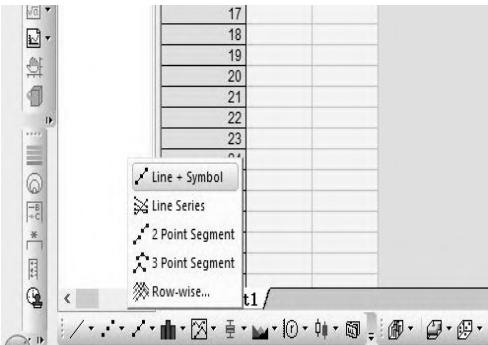 17
18
19
20
21
22
23
Line + Symbol
Line Series
2 Point Segment
3 Point Segment
Row-wise...
t1